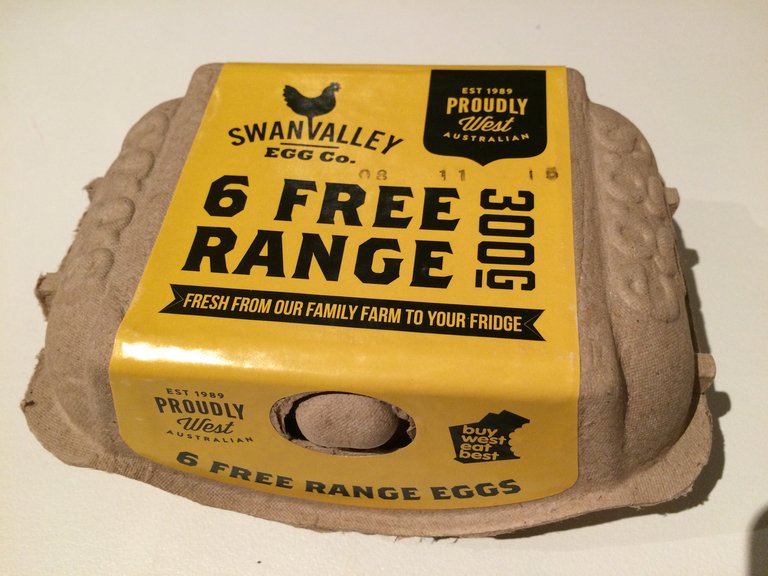 EST 1989
PROUDLY
West
AUSTRALIAN
SWANVALLEY
EGG Co.
08 11 15
6 FREE
RANGE
300G
FRESH FROM OUR FAMILY FARM TO YOUR FRIDGE
EST 1989
PROUDLY
West
AUSTRALIAN
buy
west
eat
best
6 FREE RANGE EGGS